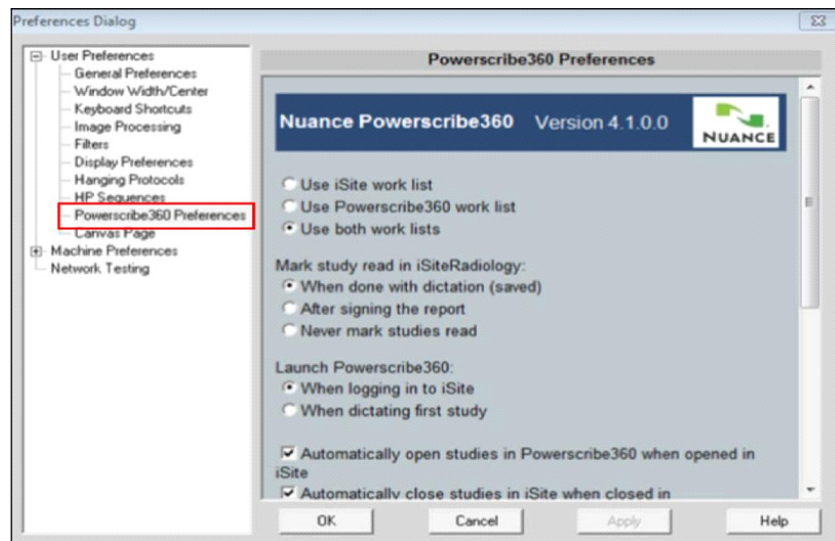 Preferences Dialog
User Preferences
General Preferences
Window Width/Center
Keyboard Shortcuts
Image Processing
Filters
Display Preferences
Hanging Protocols
HP Sequences
Powerscribe360 Preferences
Canvas Page
Machine Preferences
Network Testing
Powerscribe360 Preferences
Nuance Powerscribe360 Version 4.1.0.0
NUANCE
Use iSite work list
Use Powerscribe360 work list
Use both work lists
Mark study read in iSiteRadiology:
When done with dictation (saved)
After signing the report
Never mark studies read
Launch Powerscribe360:
When logging in to iSite
When dictating first study
Automatically open studies in Powerscribe360 when opened in
iSite
Automatically close studies in iSite when closed in
OK Cancel Apply Help